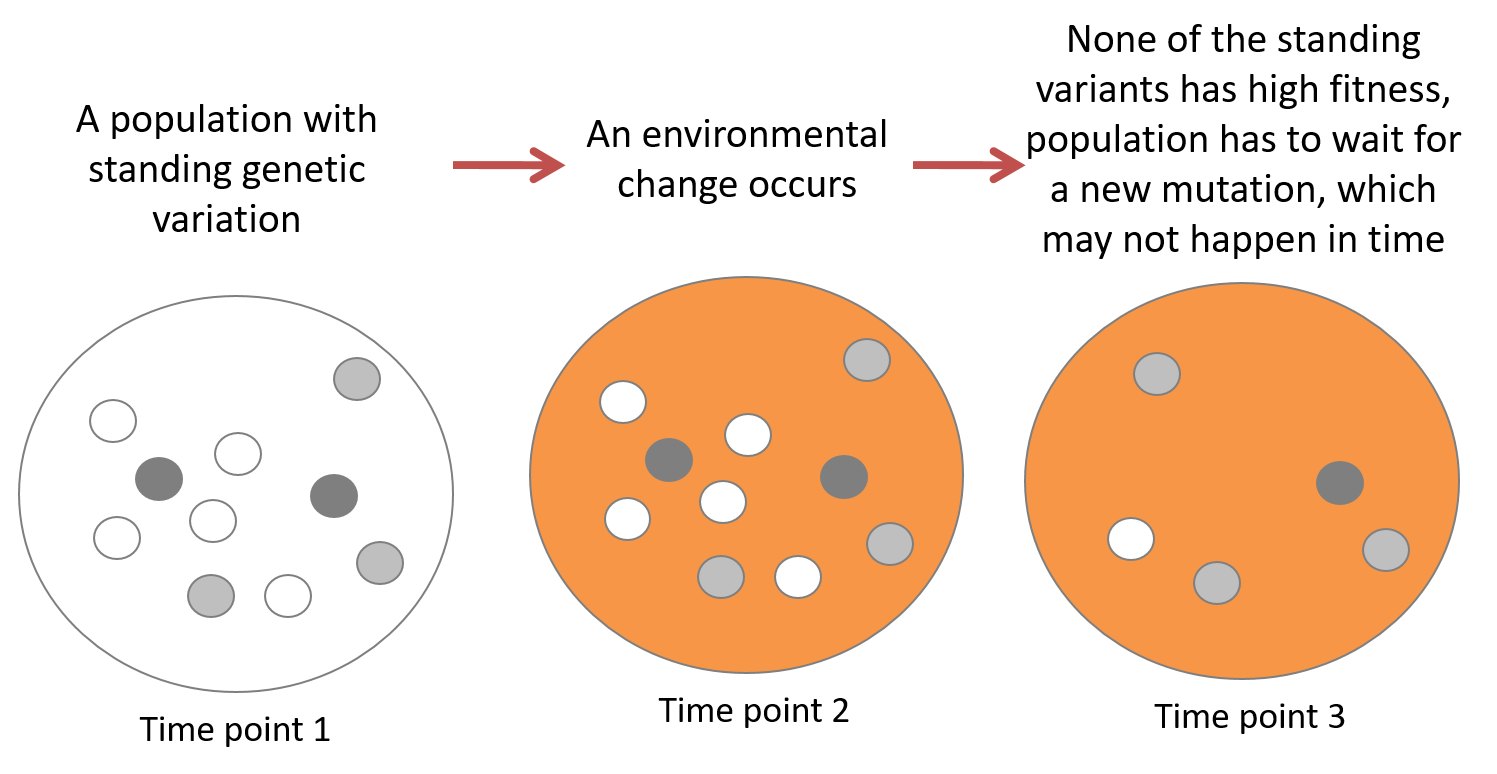 A population with
standing genetic
variation
An environmental
change occurs
None of the standing
variants has high fitness,
population has to wait for
a new mutation, which
may not happen in time
Time point 1
Time point 2
Time point 3